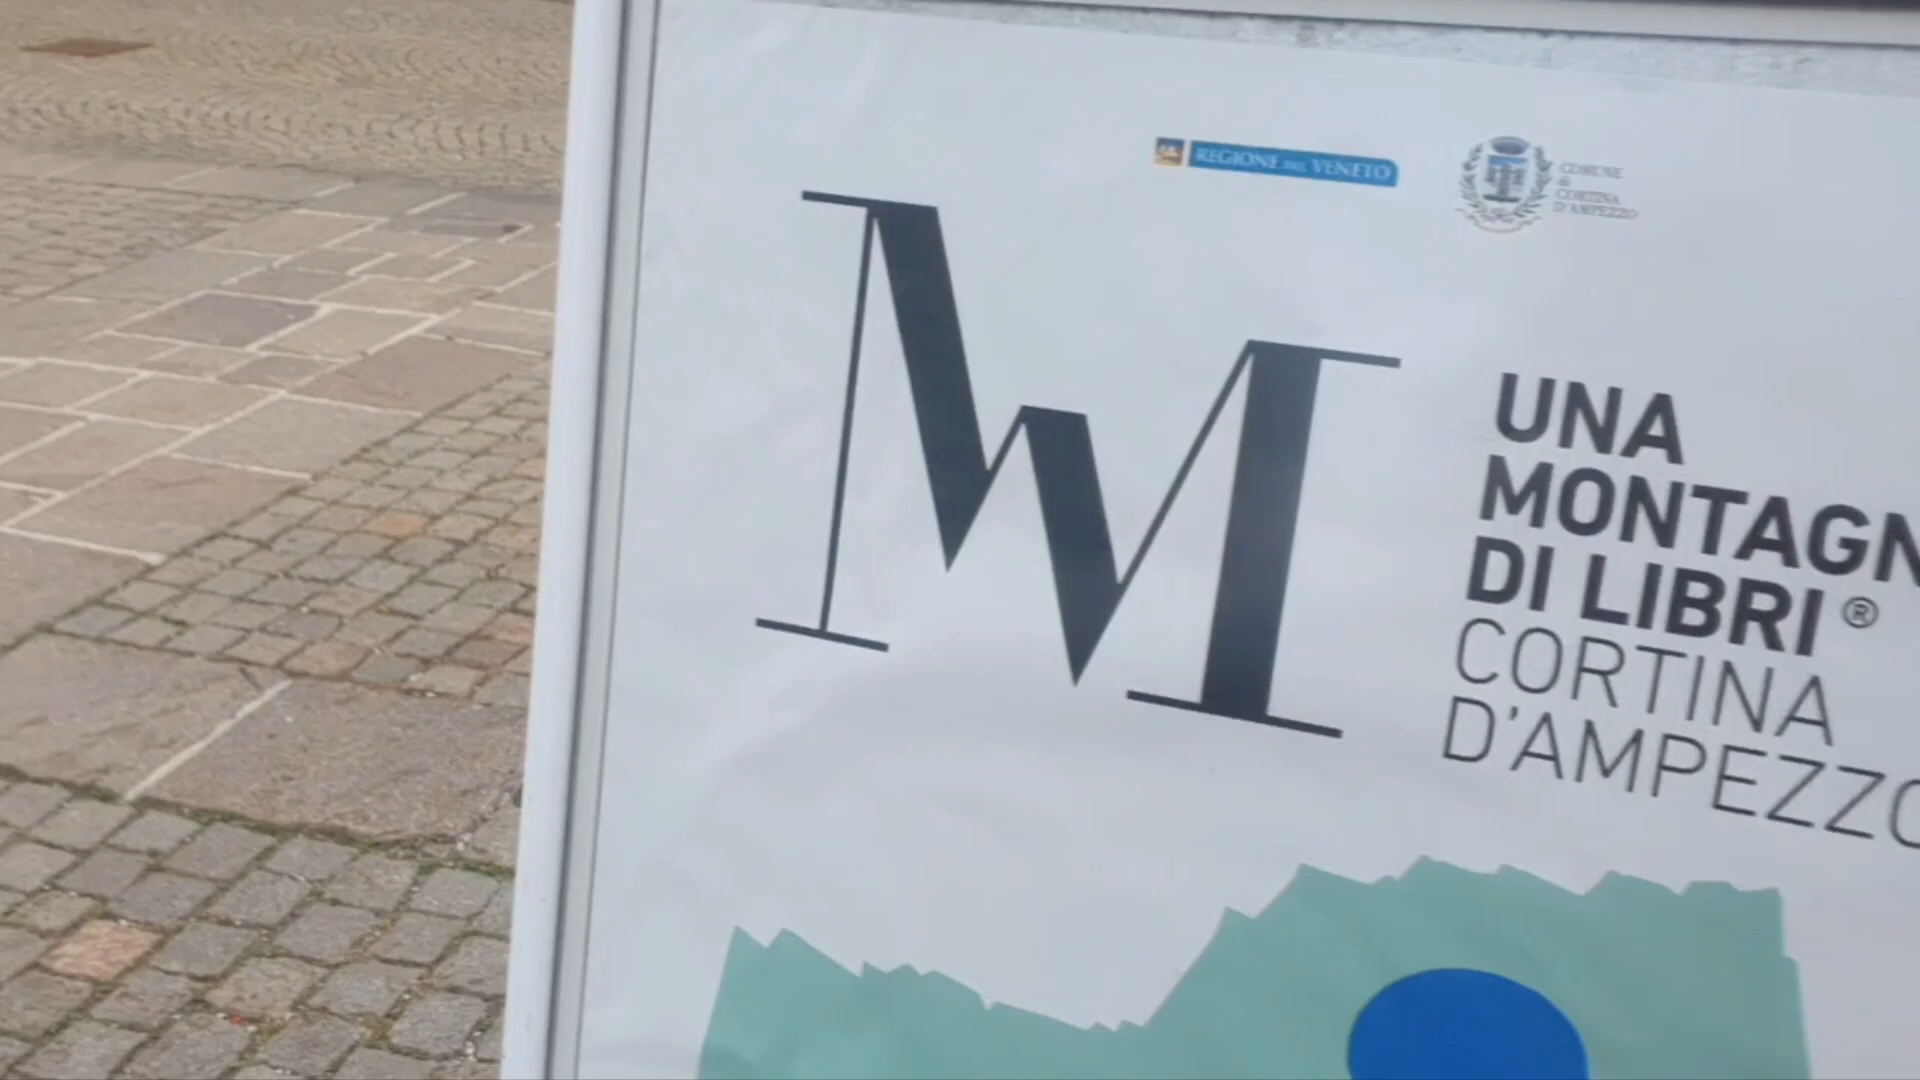 REGIONE DEL VENETO
COMUNE
di
CORTINA
D'AMPEZZO
M
UNA
MONTAGN
DI LIBRI®
CORTINA
D'AMPEZZO